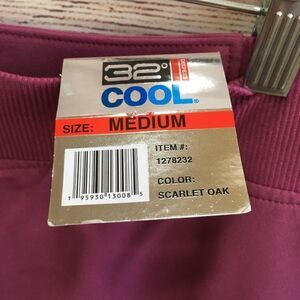 32°
COOL®
SIZE: MEDIUM
ITEM #:
1278232
COLOR:
SCARLET OAK
1 95930 13008 5